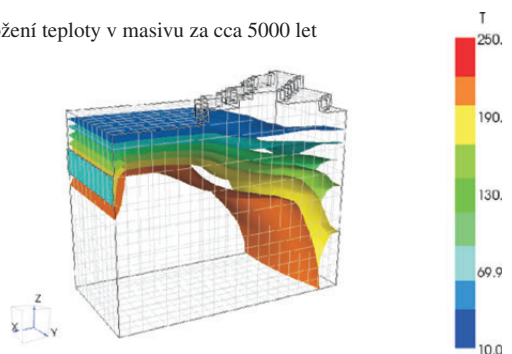 žení teploty v masivu za cca 5000 let
T
250.
190.
130.
69.9
10.0
Z
X
Y